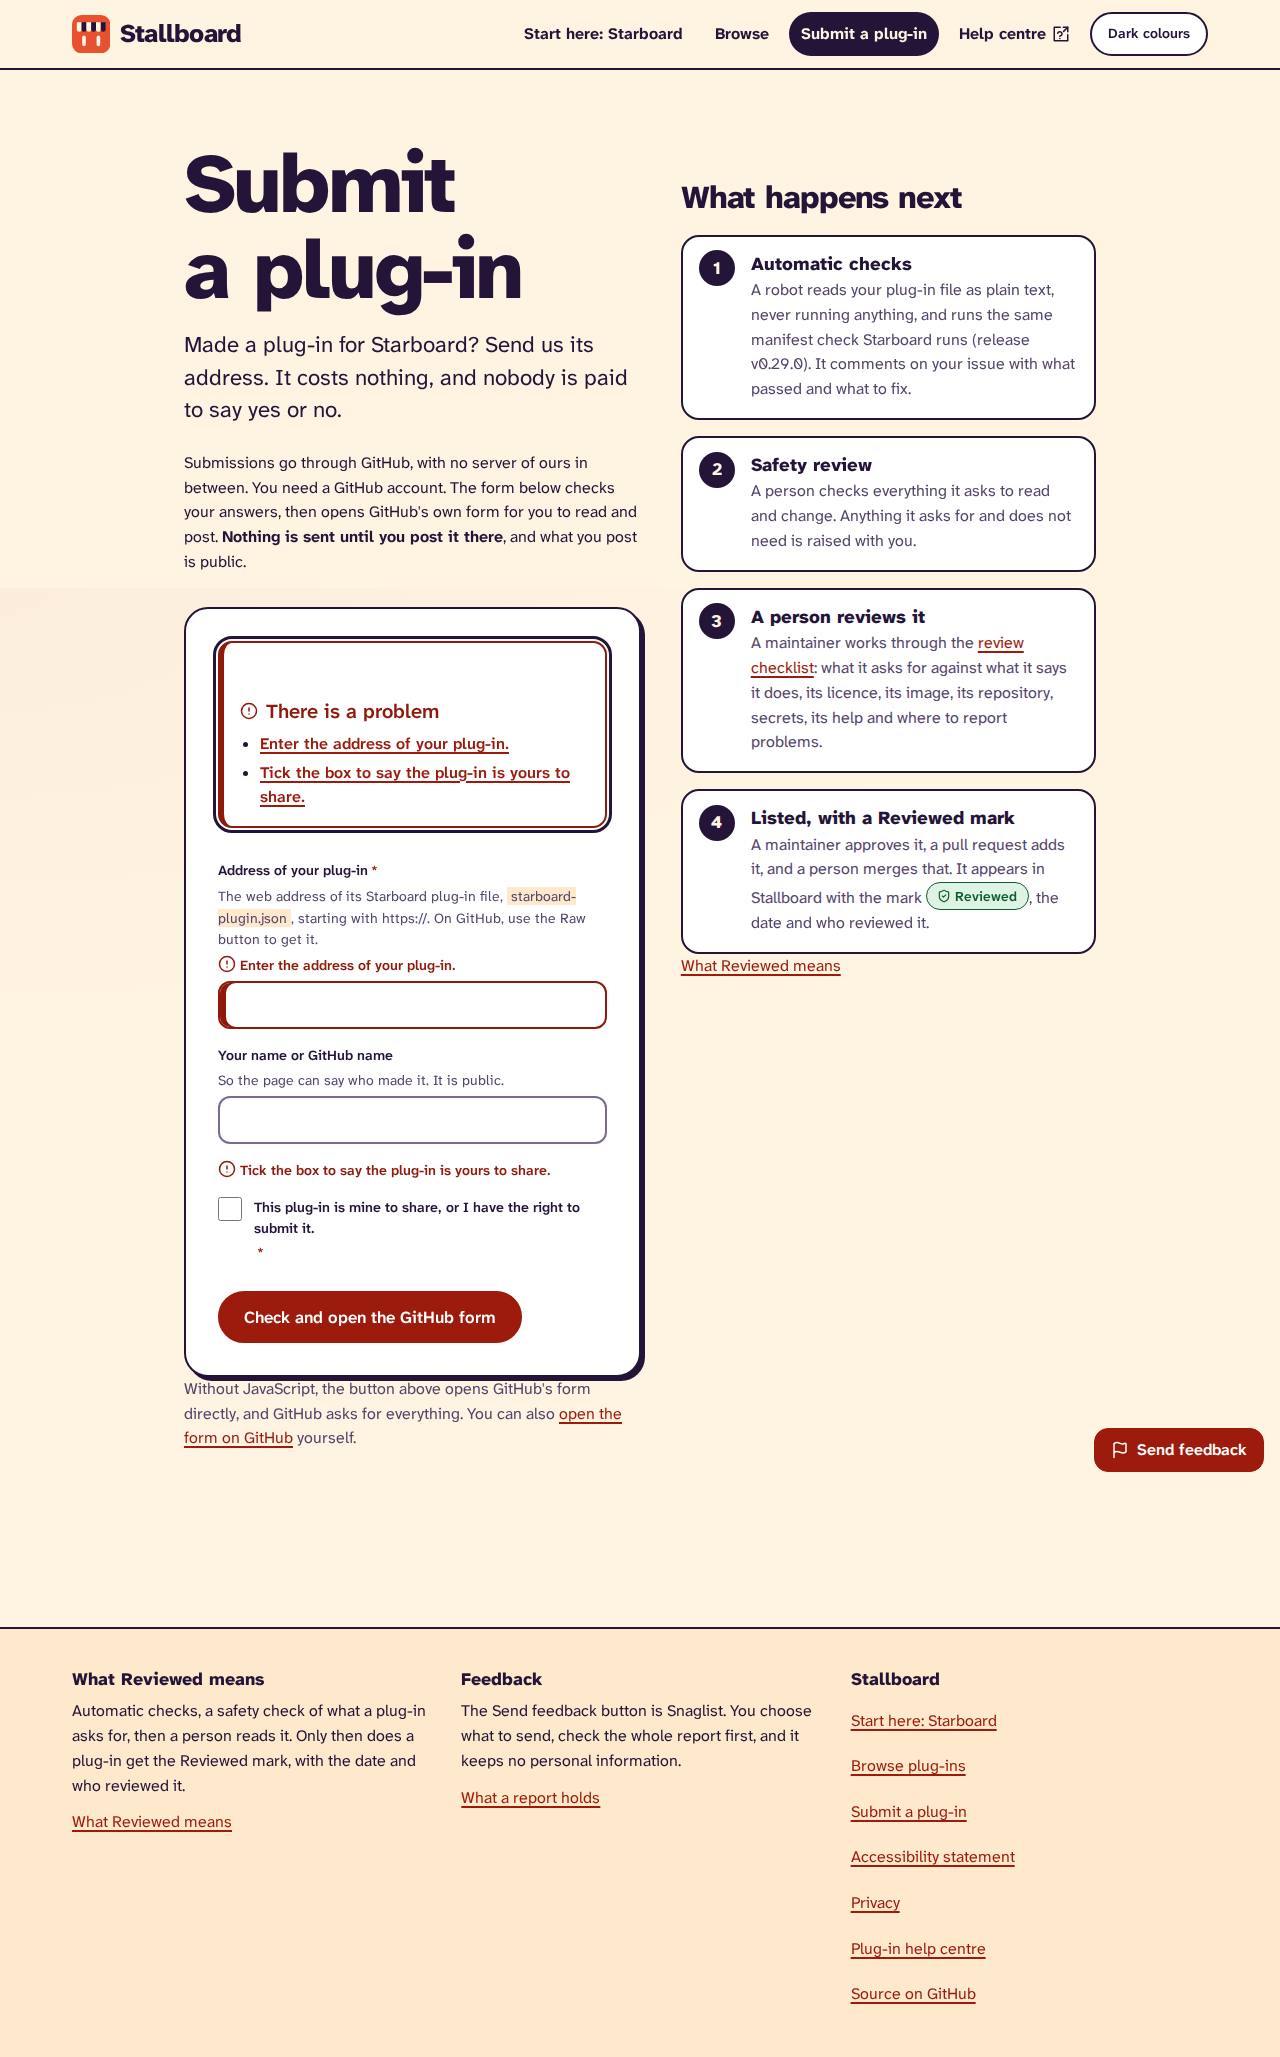 Stallboard
Start here: Starboard
Browse
Submit a plug-in
Help centre
Dark colours
Submit
a plug-in
Made a plug-in for Starboard? Send us its
address. It costs nothing, and nobody is paid
to say yes or no.
Submissions go through GitHub, with no server of ours in
between. You need a GitHub account. The form below checks
your answers, then opens GitHub's own form for you to read and
post. Nothing is sent until you post it there, and what you post
is public.
There is a problem
• Enter the address of your plug-in.
• Tick the box to say the plug-in is yours to
share.
Address of your plug-in *
The web address of its Starboard plug-in file, starboard-
plugin.json , starting with https://. On GitHub, use the Raw
button to get it.
Enter the address of your plug-in.
Your name or GitHub name
So the page can say who made it. It is public.
Tick the box to say the plug-in is yours to share.
This plug-in is mine to share, or I have the right to
submit it.
*
Check and open the GitHub form
Without JavaScript, the button above opens GitHub's form
directly, and GitHub asks for everything. You can also open the
form on GitHub yourself.
What happens next
1
Automatic checks
A robot reads your plug-in file as plain text,
never running anything, and runs the same
manifest check Starboard runs (release
v0.29.0). It comments on your issue with what
passed and what to fix.
2
Safety review
A person checks everything it asks to read
and change. Anything it asks for and does not
need is raised with you.
3
A person reviews it
A maintainer works through the review
checklist: what it asks for against what it says
it does, its licence, its image, its repository,
secrets, its help and where to report
problems.
4
Listed, with a Reviewed mark
A maintainer approves it, a pull request adds
it, and a person merges that. It appears in
Stallboard with the mark Reviewed, the
date and who reviewed it.
What Reviewed means
Send feedback
What Reviewed means
Automatic checks, a safety check of what a plug-in
asks for, then a person reads it. Only then does a
plug-in get the Reviewed mark, with the date and
who reviewed it.
What Reviewed means
Feedback
The Send feedback button is Snaglist. You choose
what to send, check the whole report first, and it
keeps no personal information.
What a report holds
Stallboard
Start here: Starboard
Browse plug-ins
Submit a plug-in
Accessibility statement
Privacy
Plug-in help centre
Source on GitHub